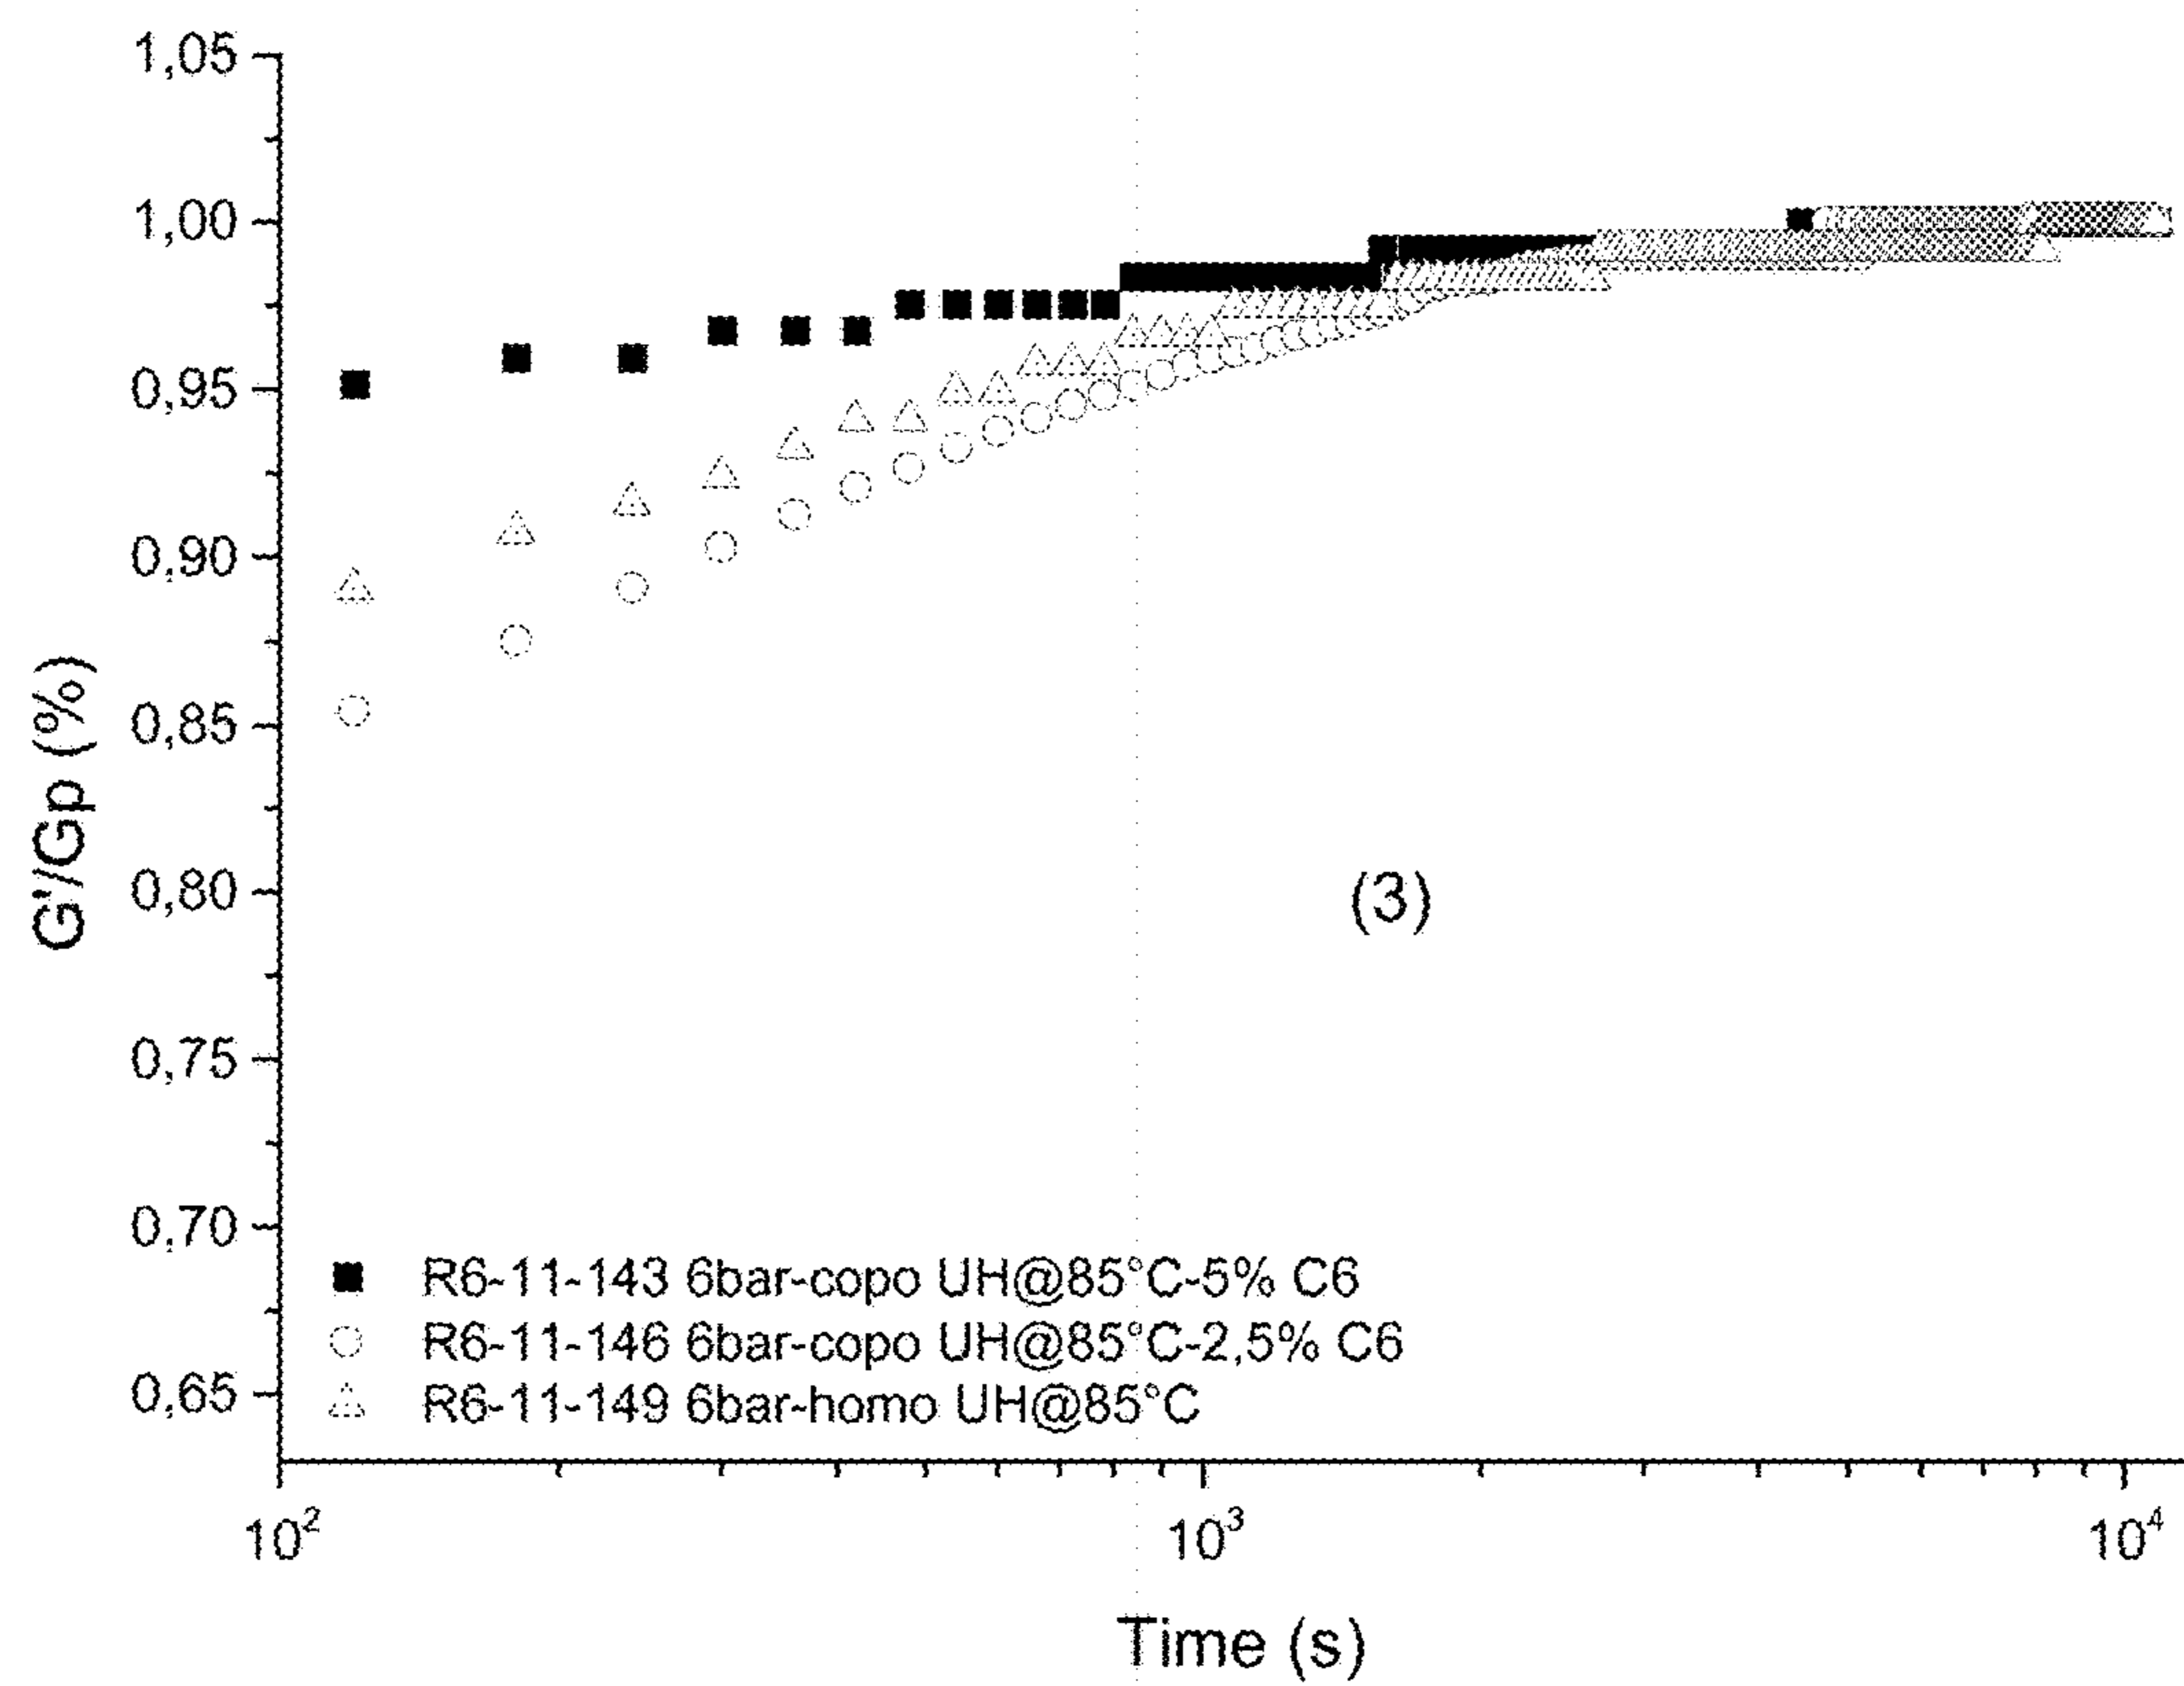 1,05
1,00
0,95
0,90
0,85
0,80
0,75
0,70
0,65
G'/Gp (%)
(3)
R6-11-143 6bar-copo UH@85°C-5% C6
R6-11-146 6bar-copo UH@85°C-2,5% C6
R6-11-149 6bar-homo UH@85°C
10² 10³ 10⁴
Time (s)